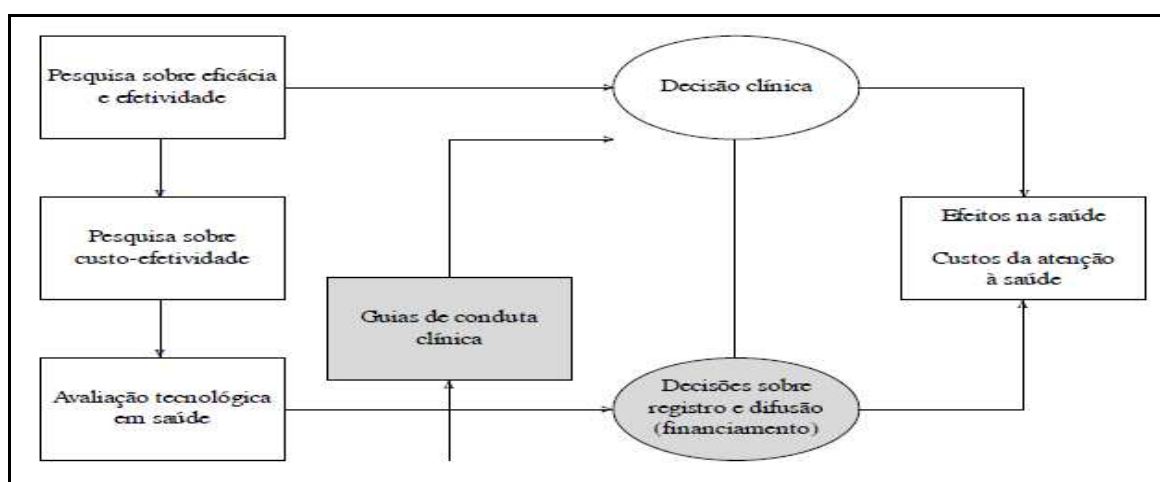 Pesquisa sobre eficácia
e efetividade
Decisão clínica
Pesquisa sobre
custo-efetividade
Efeitos na saúde
Custos da atenção
à saúde
Guias de conduta
clínica
Avaliação tecnológica
em saúde
Decisões sobre
registro e difusão
(financiamento)